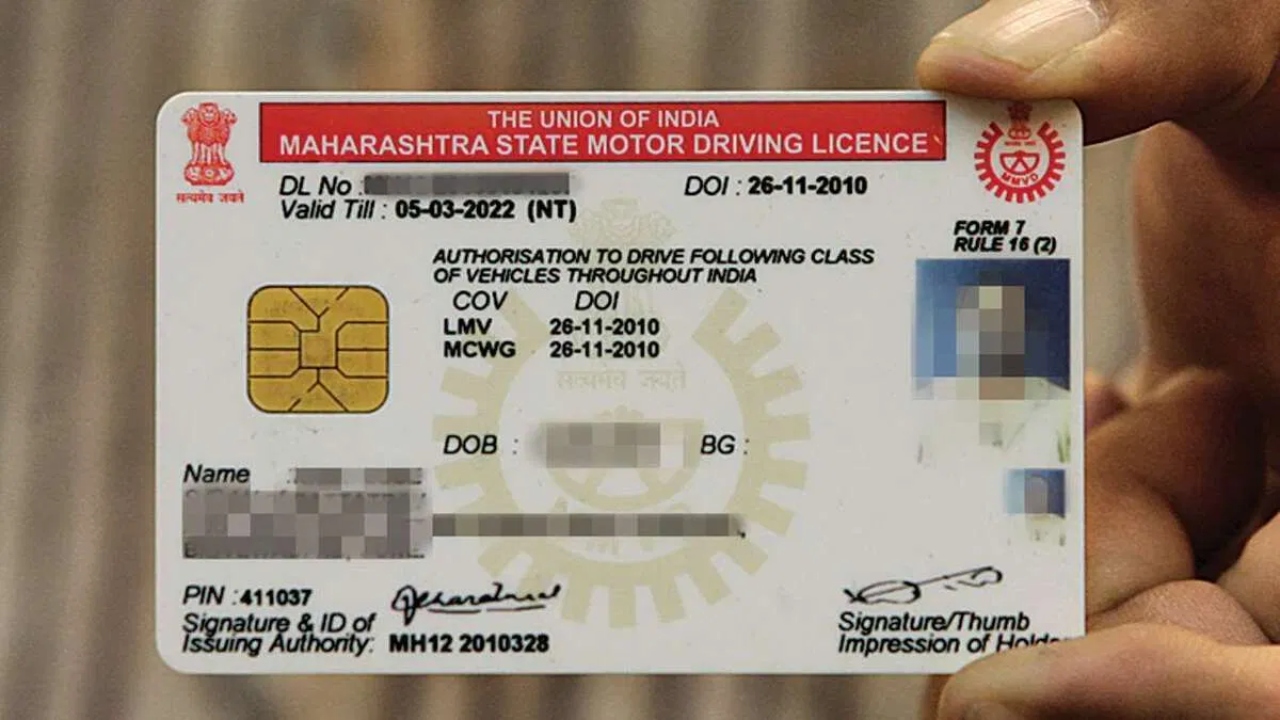 THE UNION OF INDIA
MAHARASHTRA STATE MOTOR DRIVING LICENCE
सत्यमेव जयते
DL No :
DOI : 26-11-2010
Valid Till : 05-03-2022 (NT)
FORM 7
RULE 16 (2)
AUTHORISATION TO DRIVE FOLLOWING CLASS
OF VEHICLES THROUGHOUT INDIA
COV DOI
LMV 26-11-2010
MCWG 26-11-2010
सत्यमेव जयते
DOB : BG :
Name
PIN : 411037
Signature & ID of
Issuing Authority: MH12 2010328
Signature/Thumb
Impression of Holde